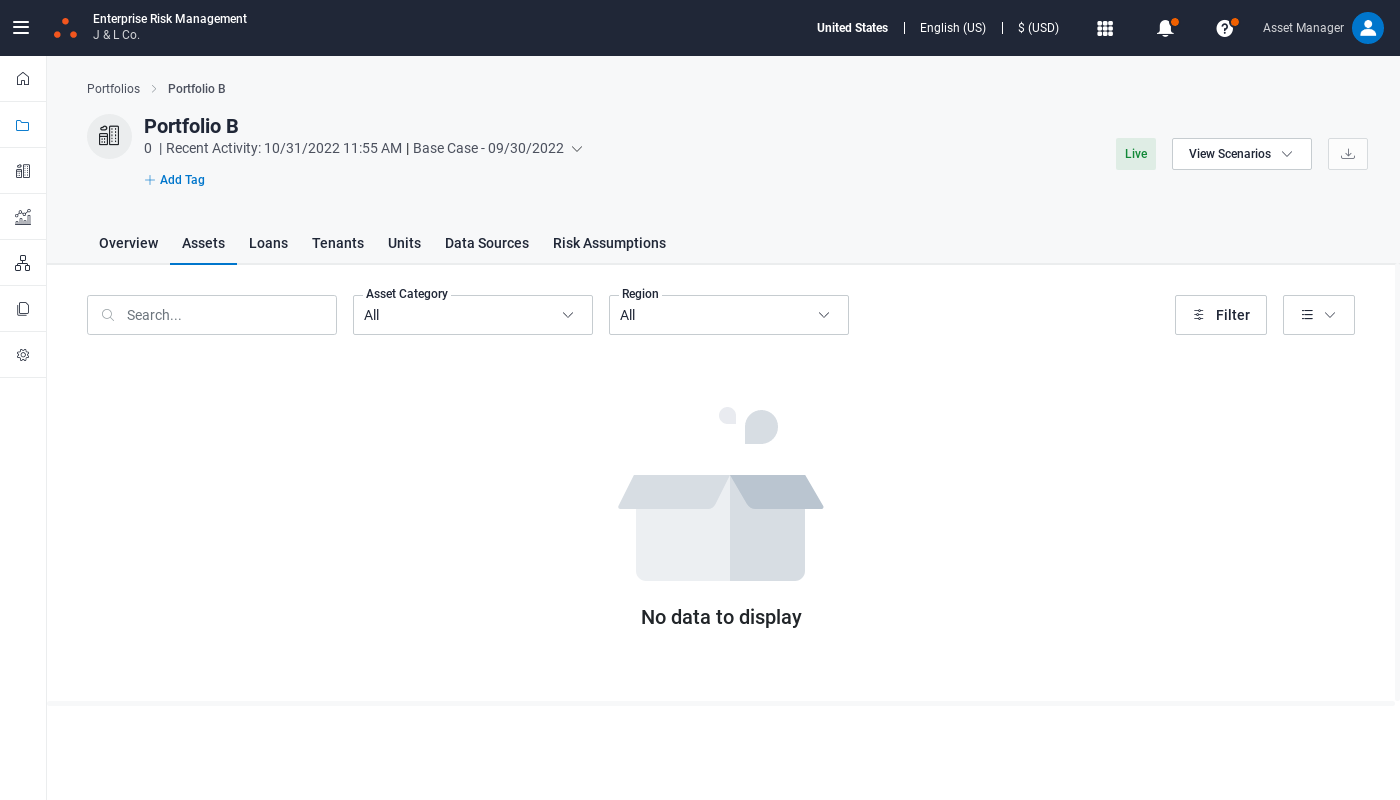 Enterprise Risk Management
J & L Co.
United States | English (US) | $ (USD)
Asset Manager
Portfolios > Portfolio B
Portfolio B
0 | Recent Activity: 10/31/2022 11:55 AM | Base Case - 09/30/2022
Add Tag
Live
View Scenarios
Overview Assets Loans Tenants Units Data Sources Risk Assumptions
Search...
Asset Category
All
Region
All
Filter
No data to display